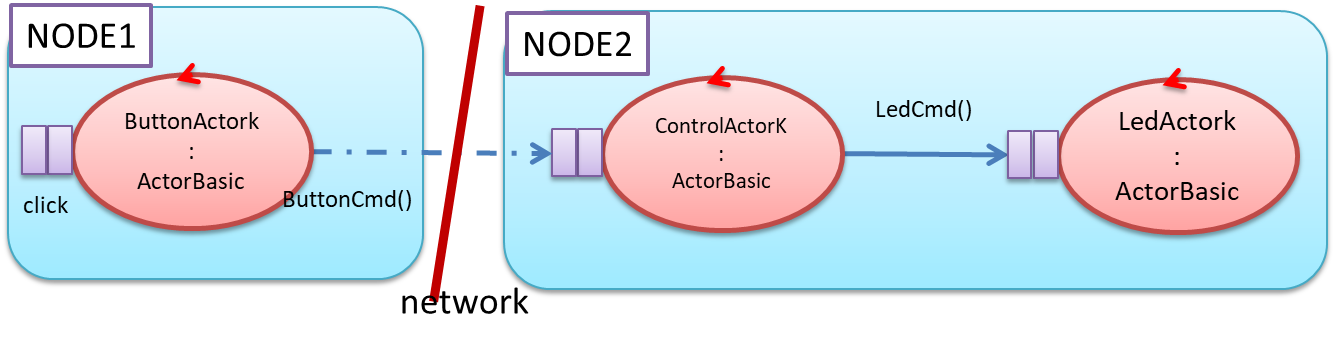 NODE1
ButtonActork
:
ActorBasic
click
ButtonCmd()
network
NODE2
ControlActorK
:
ActorBasic
LedCmd()
LedActork
:
ActorBasic